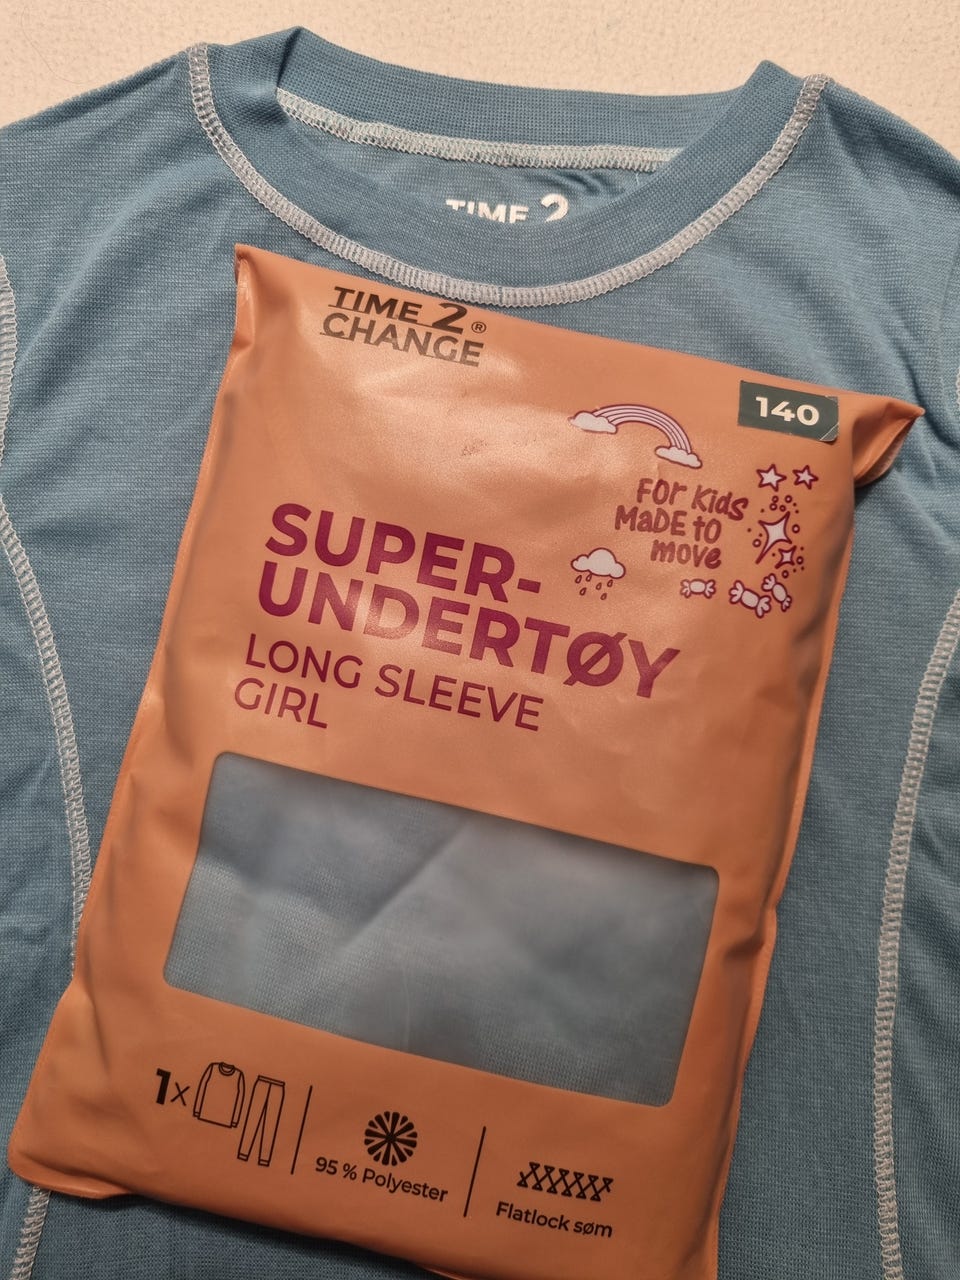 TIME 2
TIME 2®
CHANGE
140
FOR KidS
MaDE to
move
SUPER-
UNDERTØY
LONG SLEEVE
GIRL
1x
95 % Polyester
Flatlock søm